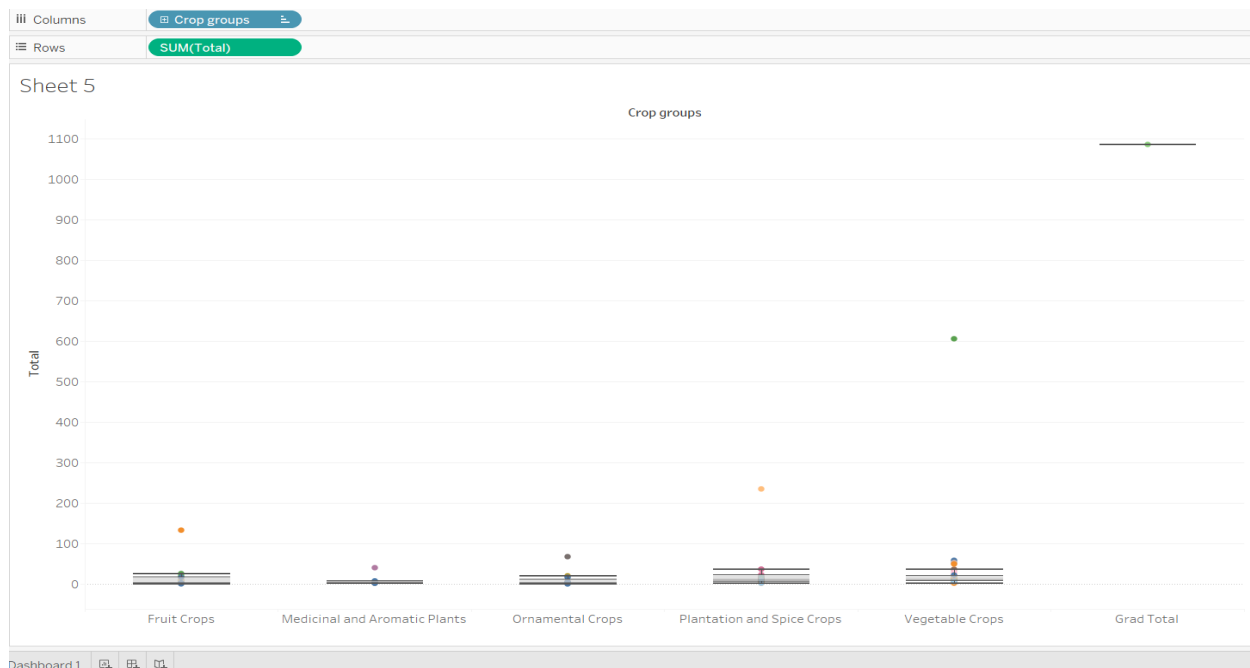 Columns
Crop groups
Rows
SUM(Total)
Sheet 5
Crop groups
1100
1000
900
800
700
600
500
400
300
200
100
0
Total
Fruit Crops
Medicinal and Aromatic Plants
Ornamental Crops
Plantation and Spice Crops
Vegetable Crops
Grad Total
Dashboard 1